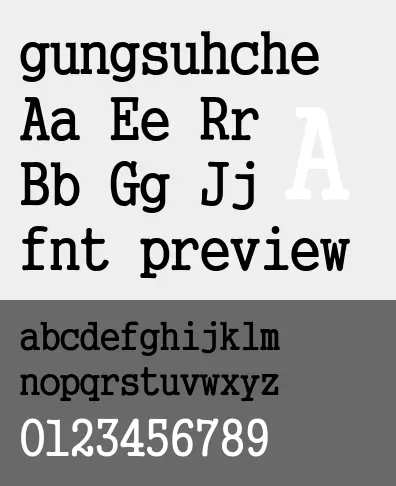 gungsuhche
Aa Ee Rr
A
Bb Gg Jj
fnt preview
abcdefghijklm
nopqrstuvwxyz
0123456789